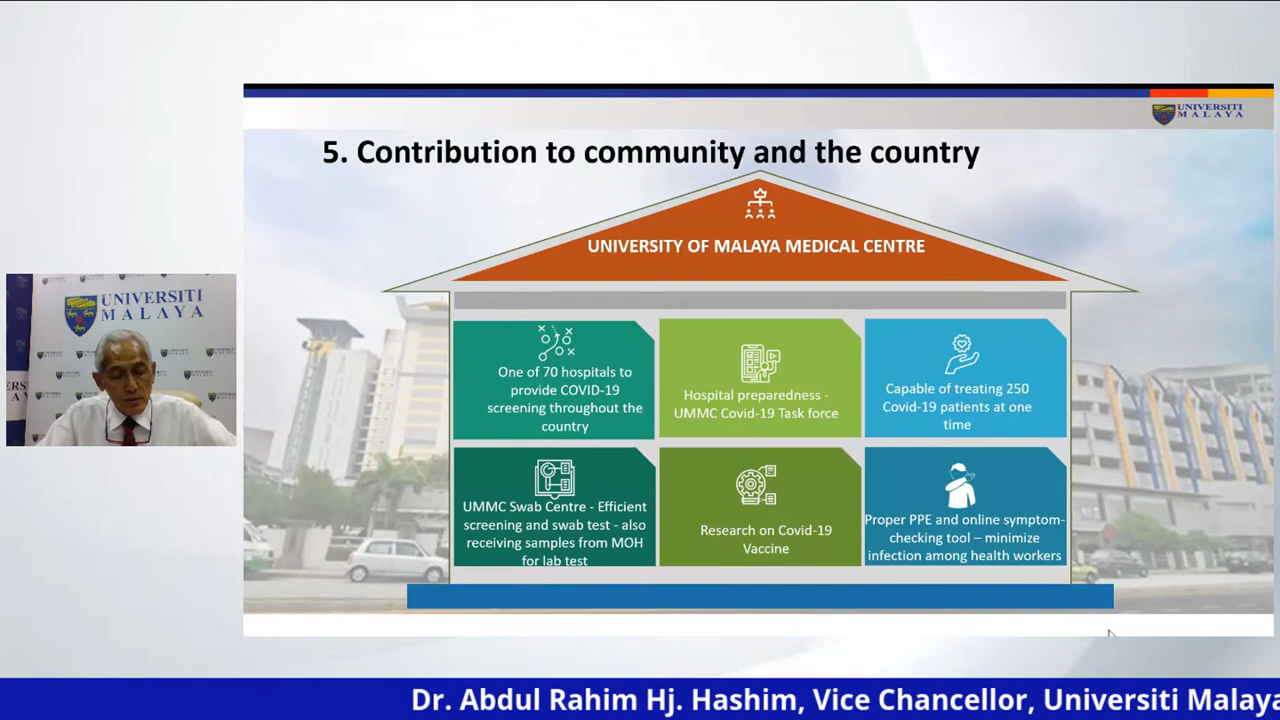 UNIVERSITI
MALAYA
5. Contribution to community and the country
UNIVERSITY OF MALAYA MEDICAL CENTRE
UNIVERSITI
MALAYA
One of 70 hospitals to
provide COVID-19
screening throughout the
country
Hospital preparedness -
UMMC Covid-19 Task force
Capable of treating 250
Covid-19 patients at one
time
UMMC Swab Centre - Efficient
screening and swab test - also
receiving samples from MOH
for lab test
Research on Covid-19
Vaccine
Proper PPE and online symptom-
checking tool – minimize
infection among health workers
Dr. Abdul Rahim Hj. Hashim, Vice Chancellor, Universiti Malaya